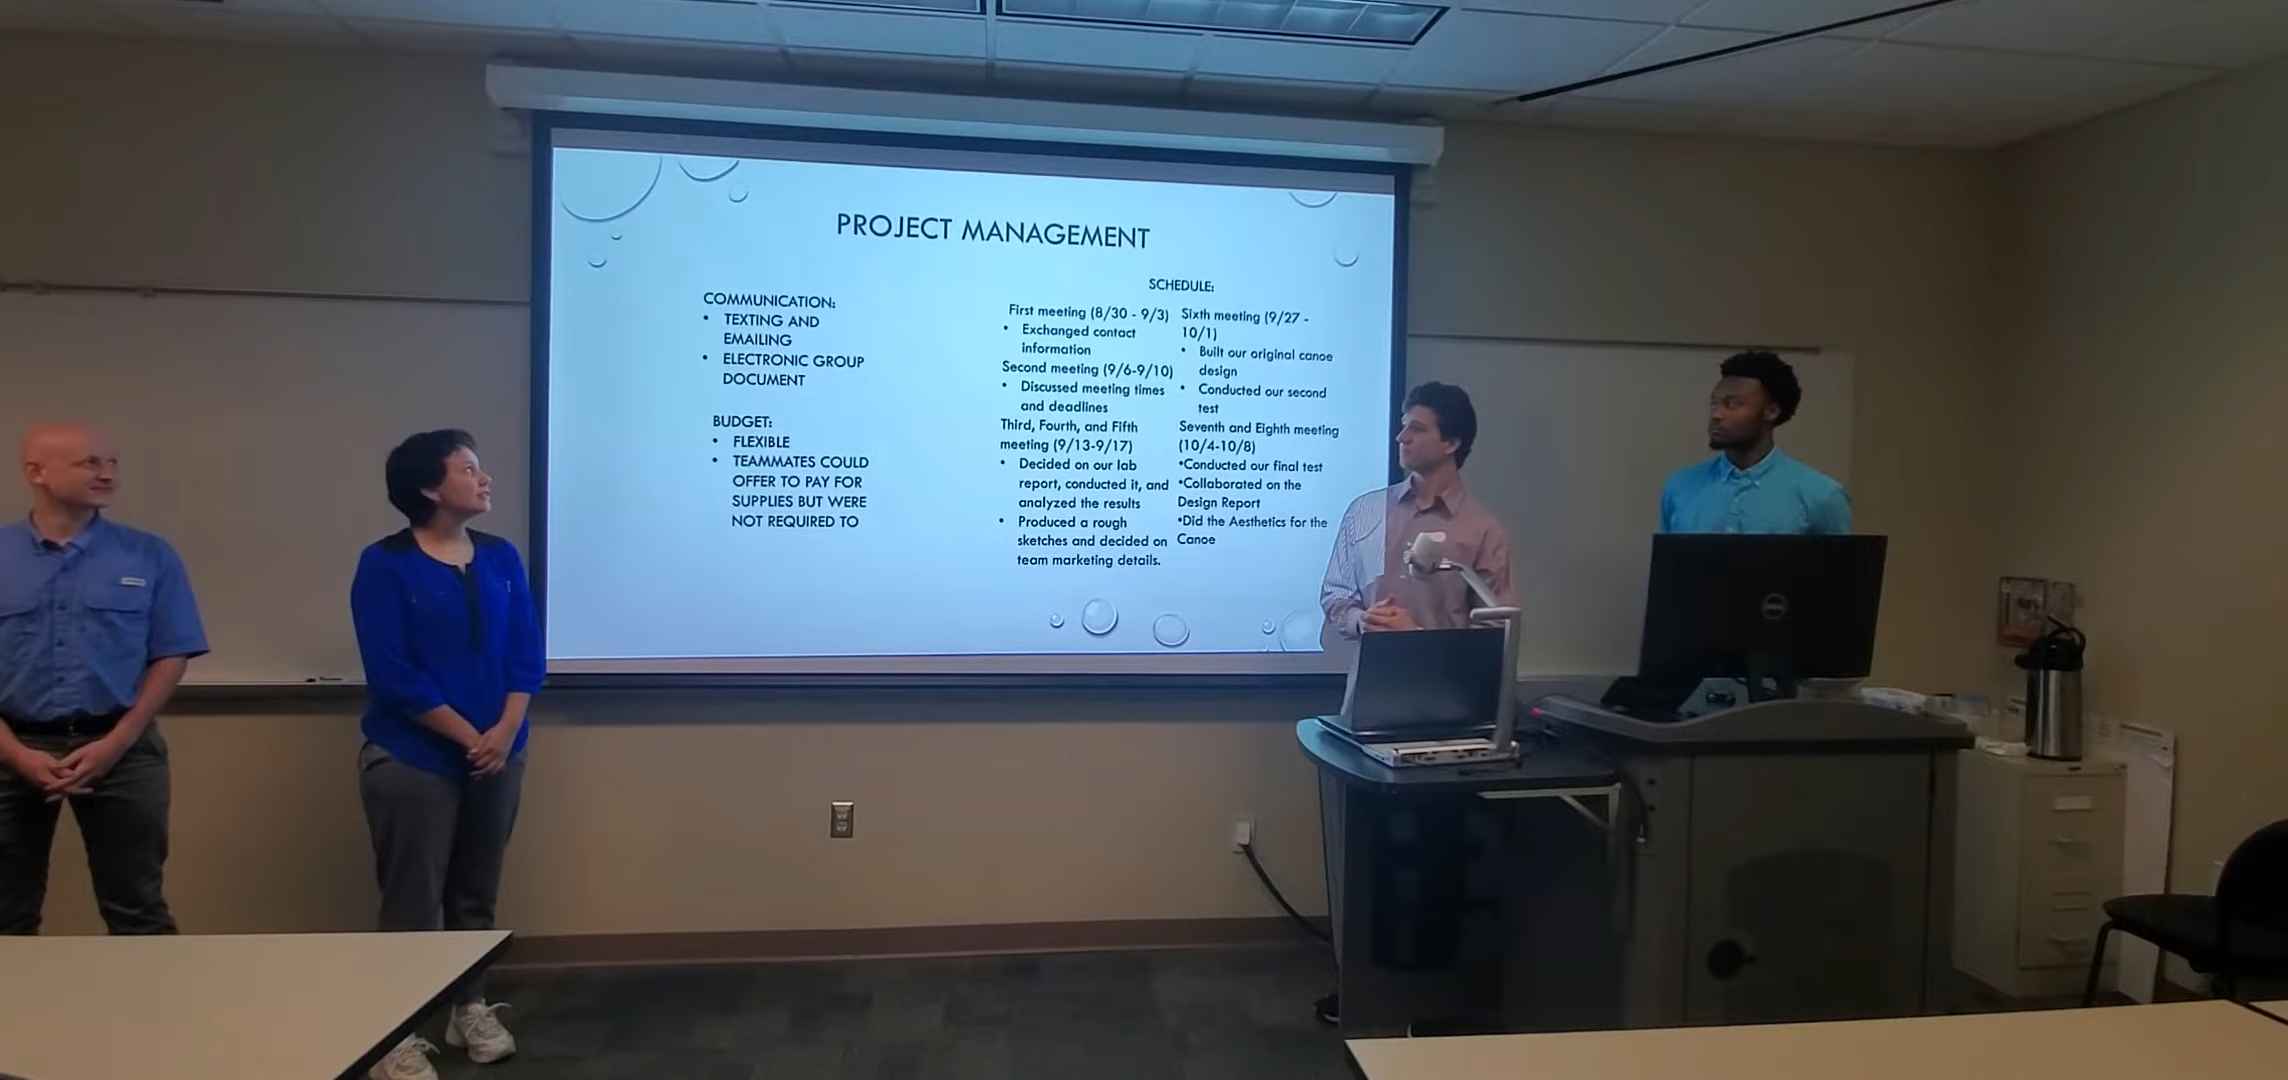 PROJECT MANAGEMENT
COMMUNICATION:
• TEXTING AND
EMAILING
• ELECTRONIC GROUP
DOCUMENT
BUDGET:
• FLEXIBLE
• TEAMMATES COULD
OFFER TO PAY FOR
SUPPLIES BUT WERE
NOT REQUIRED TO
SCHEDULE:
First meeting (8/30 - 9/3)
• Exchanged contact
information
Second meeting (9/6-9/10)
• Discussed meeting times
and deadlines
Third, Fourth, and Fifth
meeting (9/13-9/17)
• Decided on our lab
report, conducted it, and
analyzed the results
• Produced a rough
sketches and decided on
team marketing details.
Sixth meeting (9/27 -
10/1)
• Built our original canoe
design
• Conducted our second
test
Seventh and Eighth meeting
(10/4-10/8)
•Conducted our final test
•Collaborated on the
Design Report
•Did the Aesthetics for the
Canoe
DELL